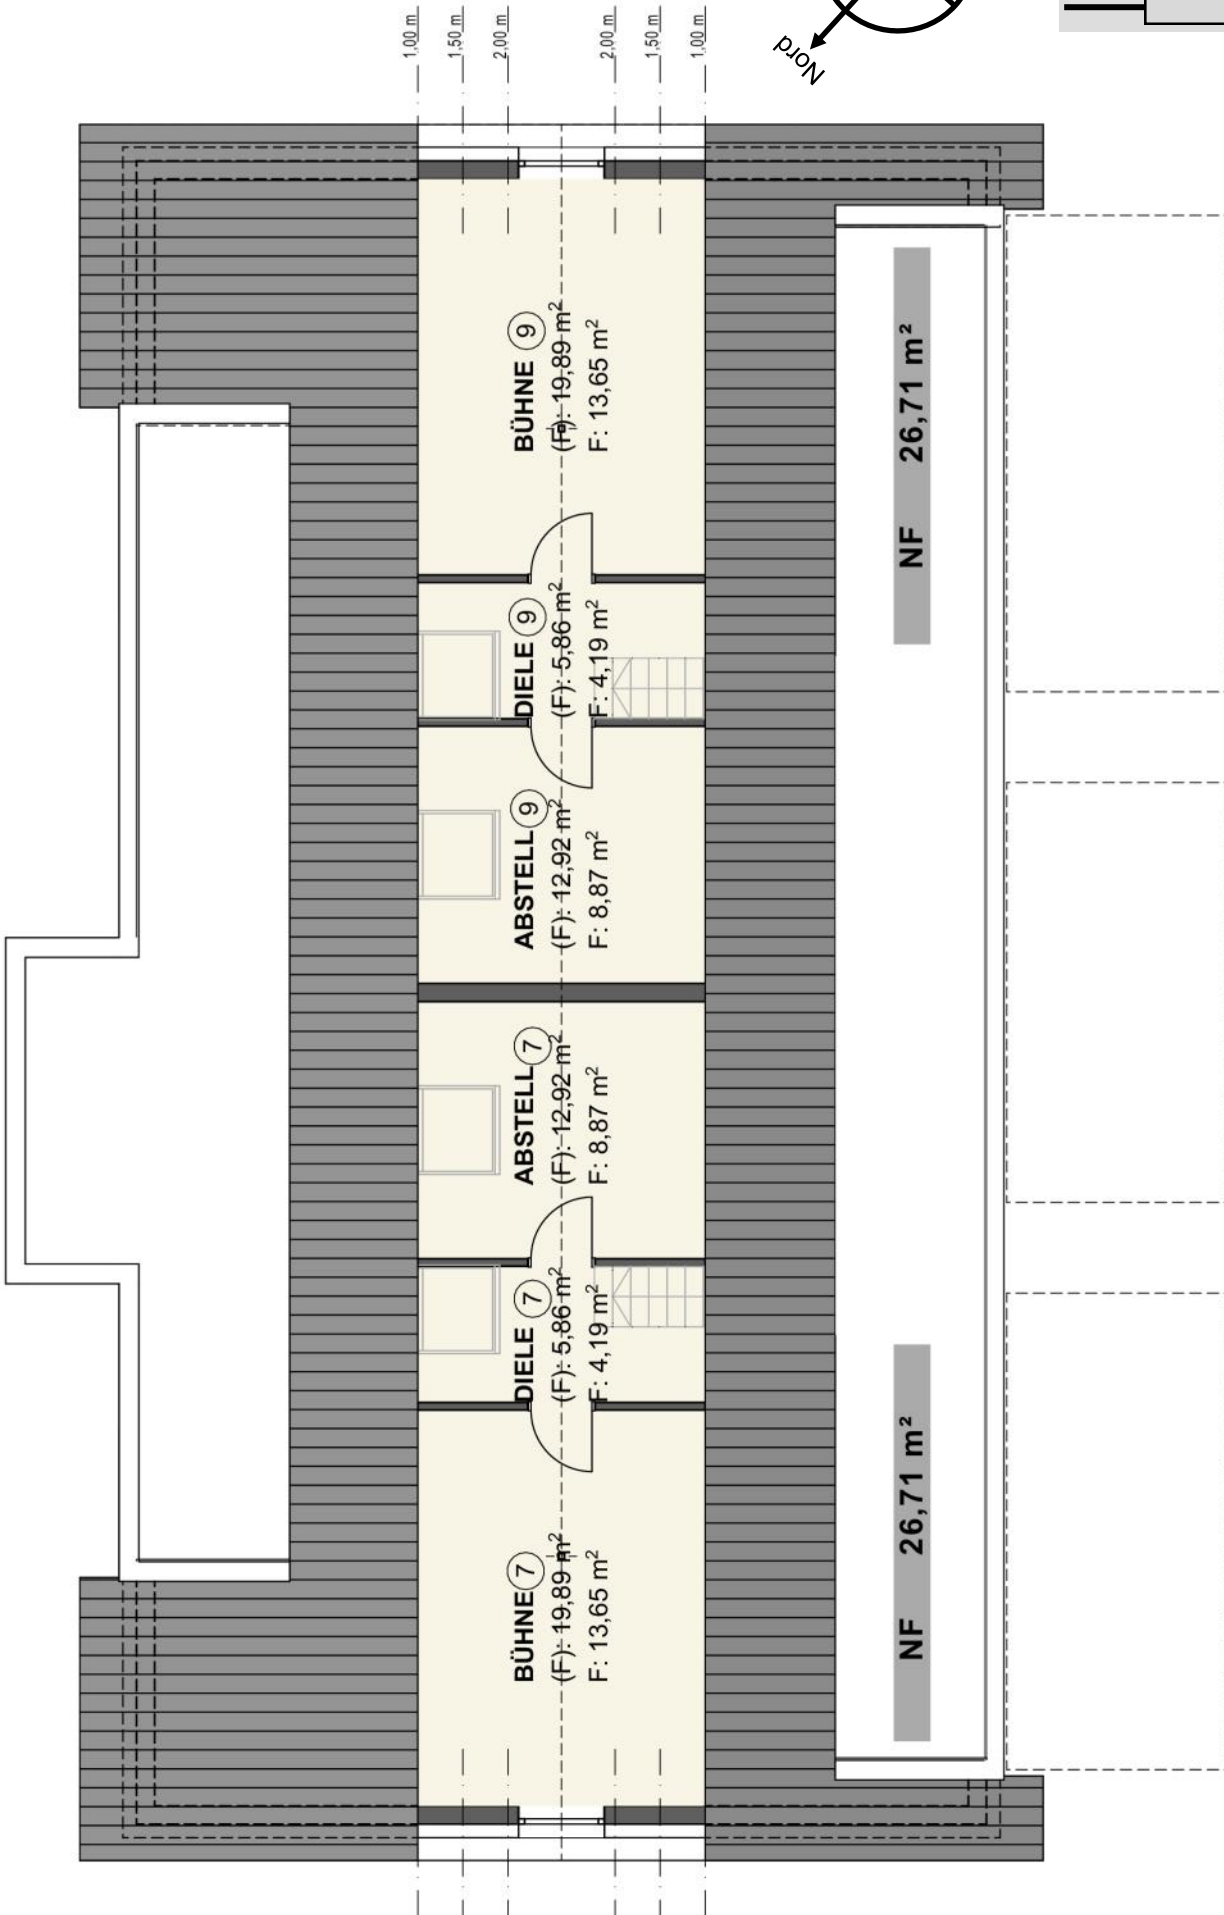 1,00 m
1,50 m
2,00 m
2,00 m
1,50 m
1,00 m
Nord
BÜHNE 9
(F): 19,89 m²
F: 13,65 m²
NF 26,71 m²
DIELE 9
(F): 5,86 m²
F: 4,19 m²
ABSTELL 9
(F): 12,92 m²
F: 8,87 m²
ABSTELL 7
(F): 12,92 m²
F: 8,87 m²
DIELE 7
(F): 5,86 m²
F: 4,19 m²
BÜHNE 7
(F): 19,89 m²
F: 13,65 m²
NF 26,71 m²